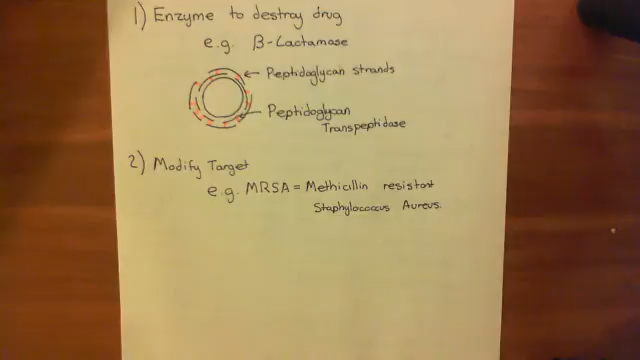 1) Enzyme to destroy drug
e.g. β-Lactamase
Peptidoglycan strands
Peptidoglycan
Transpeptidase
2) Modify Target
e.g. MRSA = Methicillin resistant
Staphylococcus Aureus.